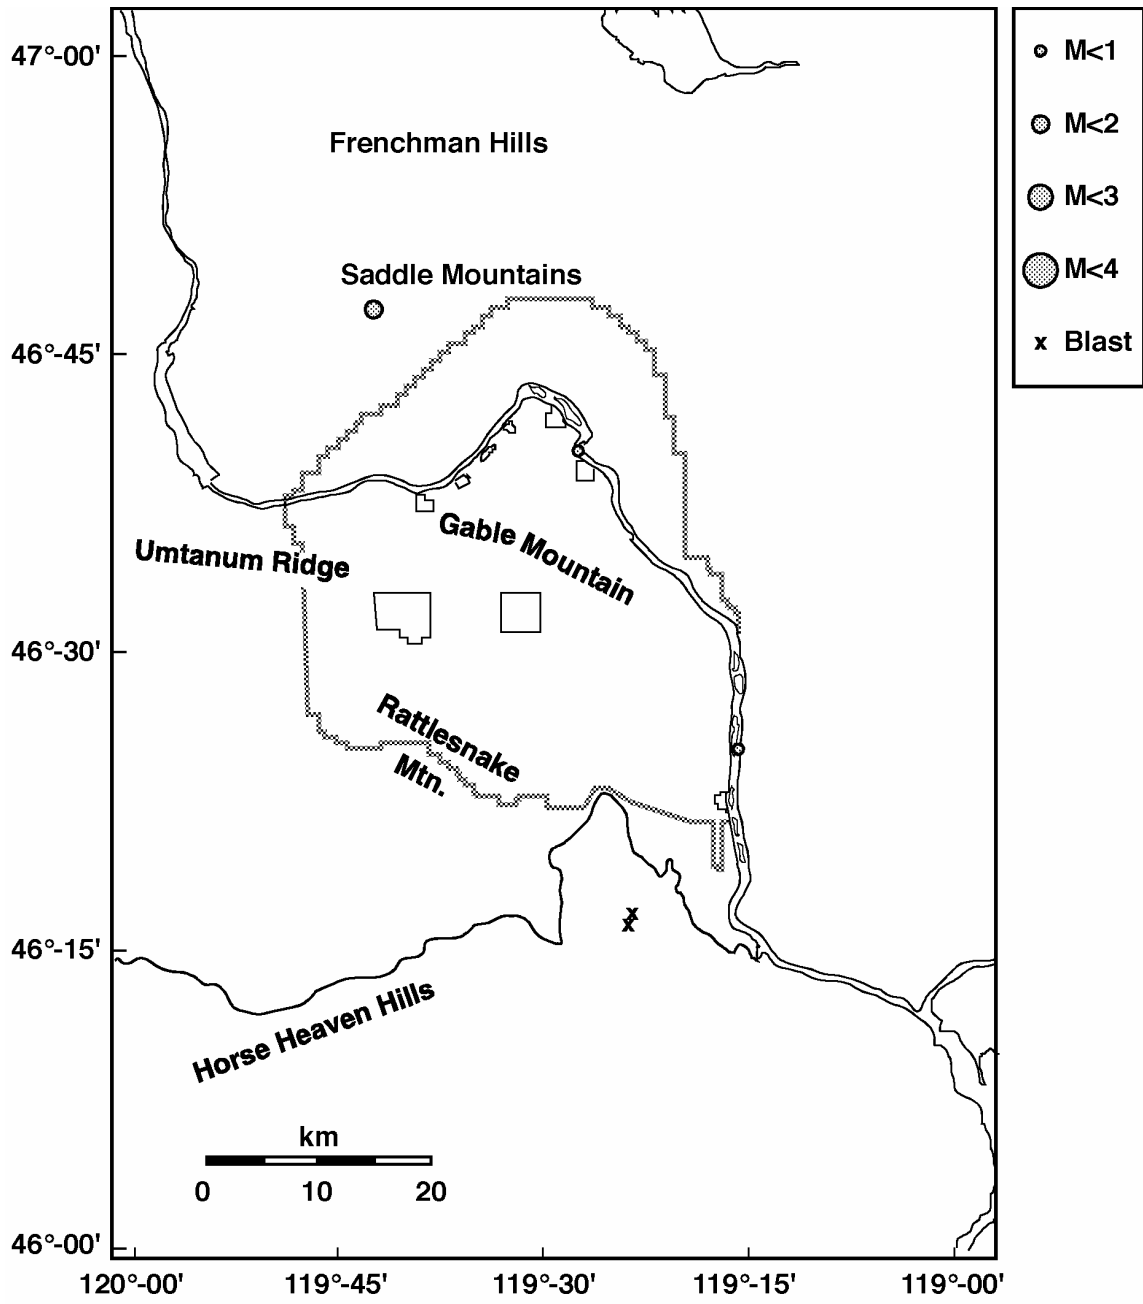 47°-00'
M<1
M<2
M<3
M<4
x Blast
Frenchman Hills
Saddle Mountains
46°-45'
Gable Mountain
Umtanum Ridge
46°-30'
Rattlesnake
Mtn.
x
x
46°-15'
Horse Heaven Hills
km
0 10 20
46°-00'
120°-00' 119°-45' 119°-30' 119°-15' 119°-00'